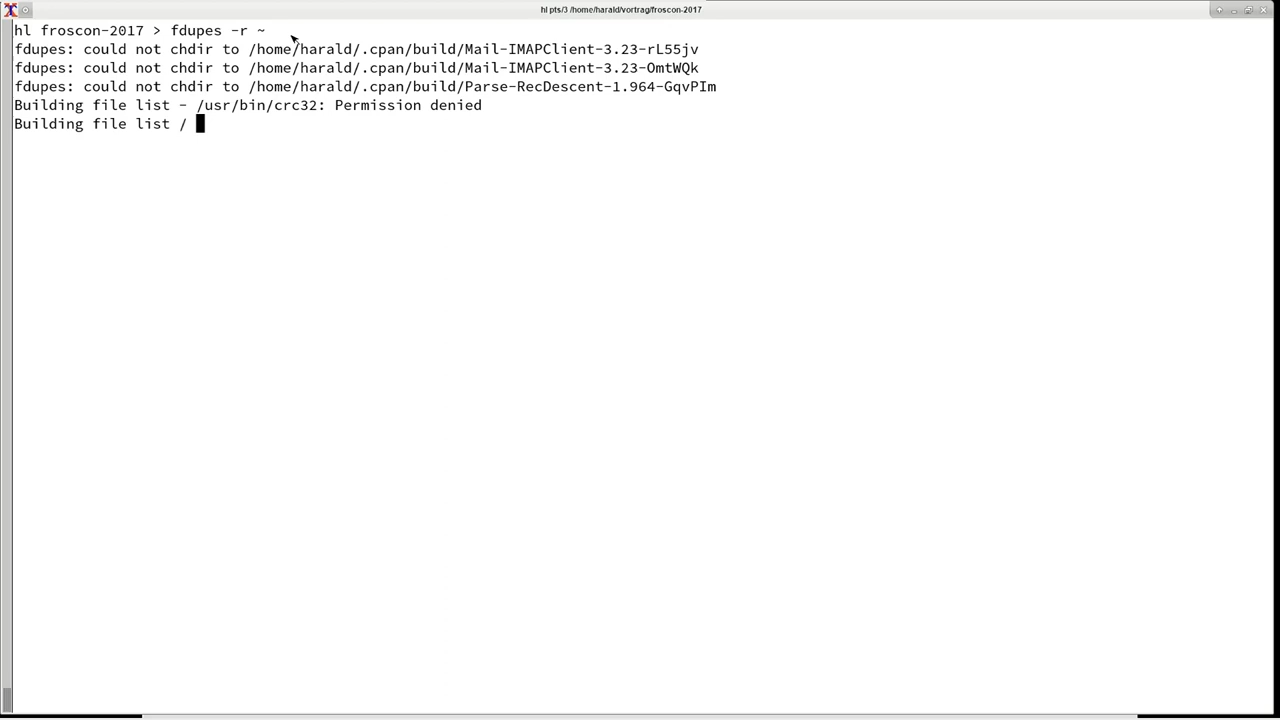 hl pts/3 /home/harald/vortrag/froscon-2017
hl froscon-2017 > fdupes -r ~
fdupes: could not chdir to /home/harald/.cpan/build/Mail-IMAPClient-3.23-rL55jv
fdupes: could not chdir to /home/harald/.cpan/build/Mail-IMAPClient-3.23-OmtWQk
fdupes: could not chdir to /home/harald/.cpan/build/Parse-RecDescent-1.964-GqvPIm
Building file list - /usr/bin/crc32: Permission denied
Building file list /